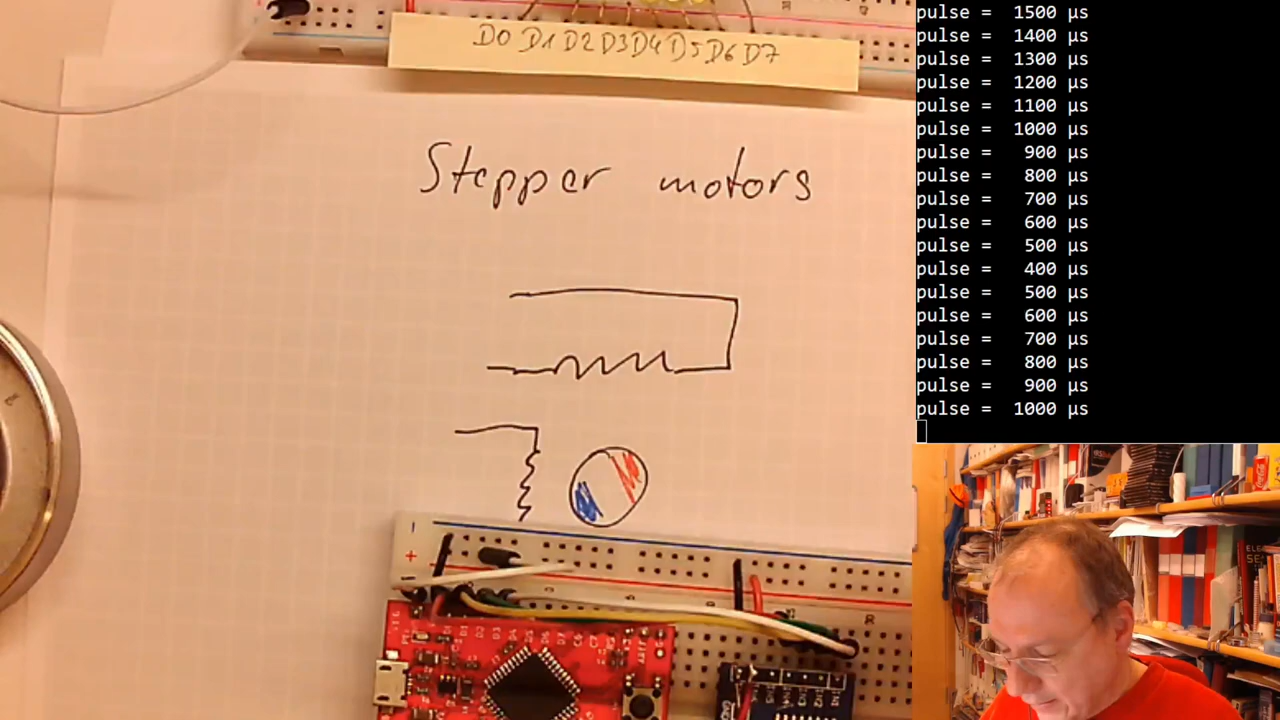 D0 D1 D2 D3 D4 D5 D6 D7
Stepper motors
pulse = 1500 µs
pulse = 1400 µs
pulse = 1300 µs
pulse = 1200 µs
pulse = 1100 µs
pulse = 1000 µs
pulse = 900 µs
pulse = 800 µs
pulse = 700 µs
pulse = 600 µs
pulse = 500 µs
pulse = 400 µs
pulse = 500 µs
pulse = 600 µs
pulse = 700 µs
pulse = 800 µs
pulse = 900 µs
pulse = 1000 µs